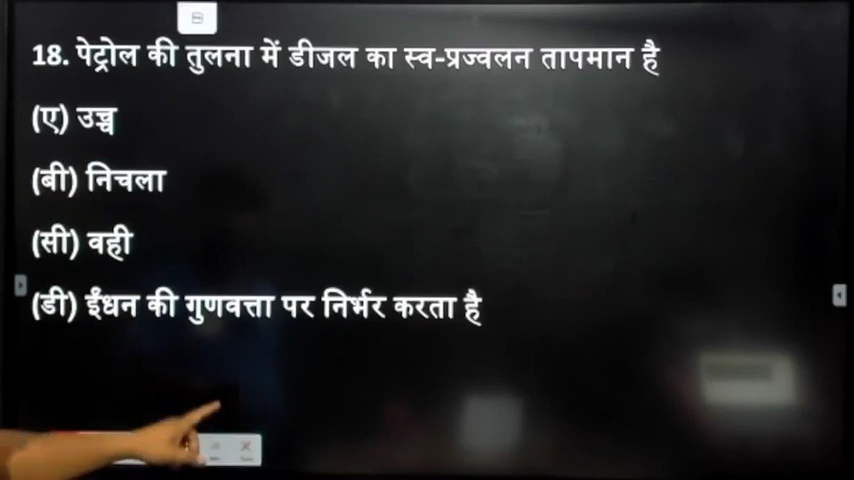 18. पेट्रोल की तुलना में डीजल का स्व-प्रज्वलन तापमान है
(ए) उच्च
(बी) निचला
(सी) वही
(डी) ईंधन की गुणवत्ता पर निर्भर करता है